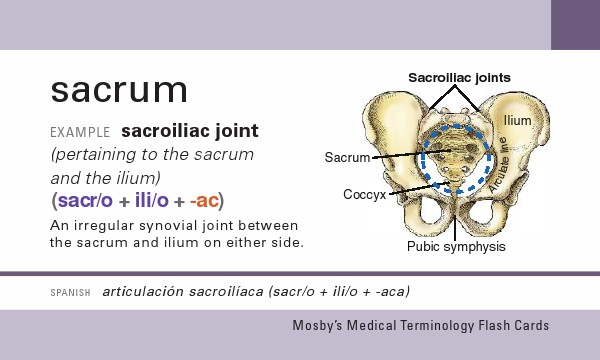 sacrum
EXAMPLE sacroiliac joint
(pertaining to the sacrum
and the ilium)
(sacr/o + ili/o + -ac)
An irregular synovial joint between
the sacrum and ilium on either side.
Sacroiliac joints
Ilium
Arcuate line
Sacrum
Coccyx
Pubic symphysis
SPANISH articulación sacroilíaca (sacr/o + ili/o + -aca)
Mosby's Medical Terminology Flash Cards